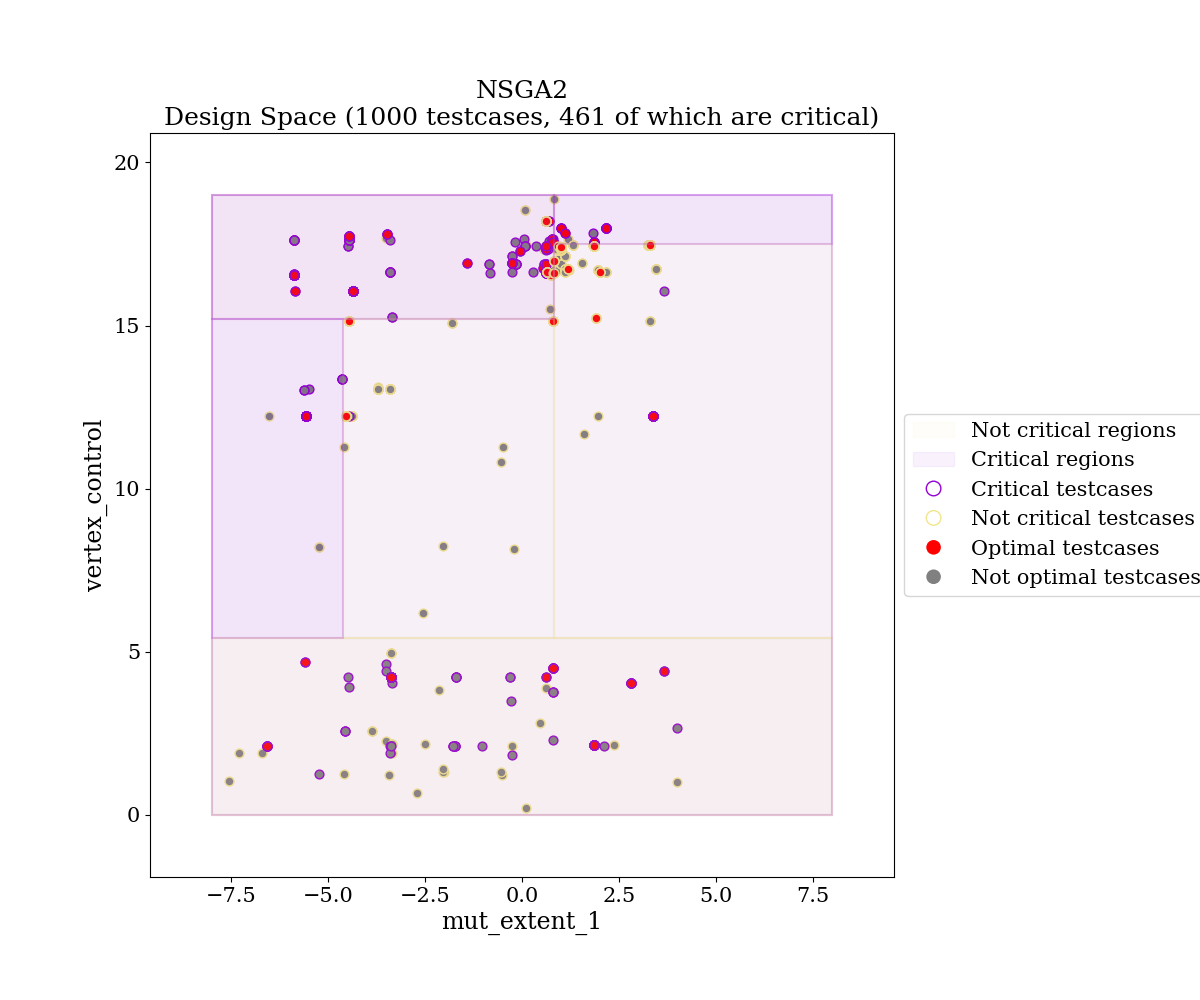 NSGA2
Design Space (1000 testcases, 461 of which are critical)
20
15
10
5
0
vertex_control
−7.5
−5.0
−2.5
0.0
2.5
5.0
7.5
mut_extent_1
Not critical regions
Critical regions
Critical testcases
Not critical testcases
Optimal testcases
Not optimal testcases